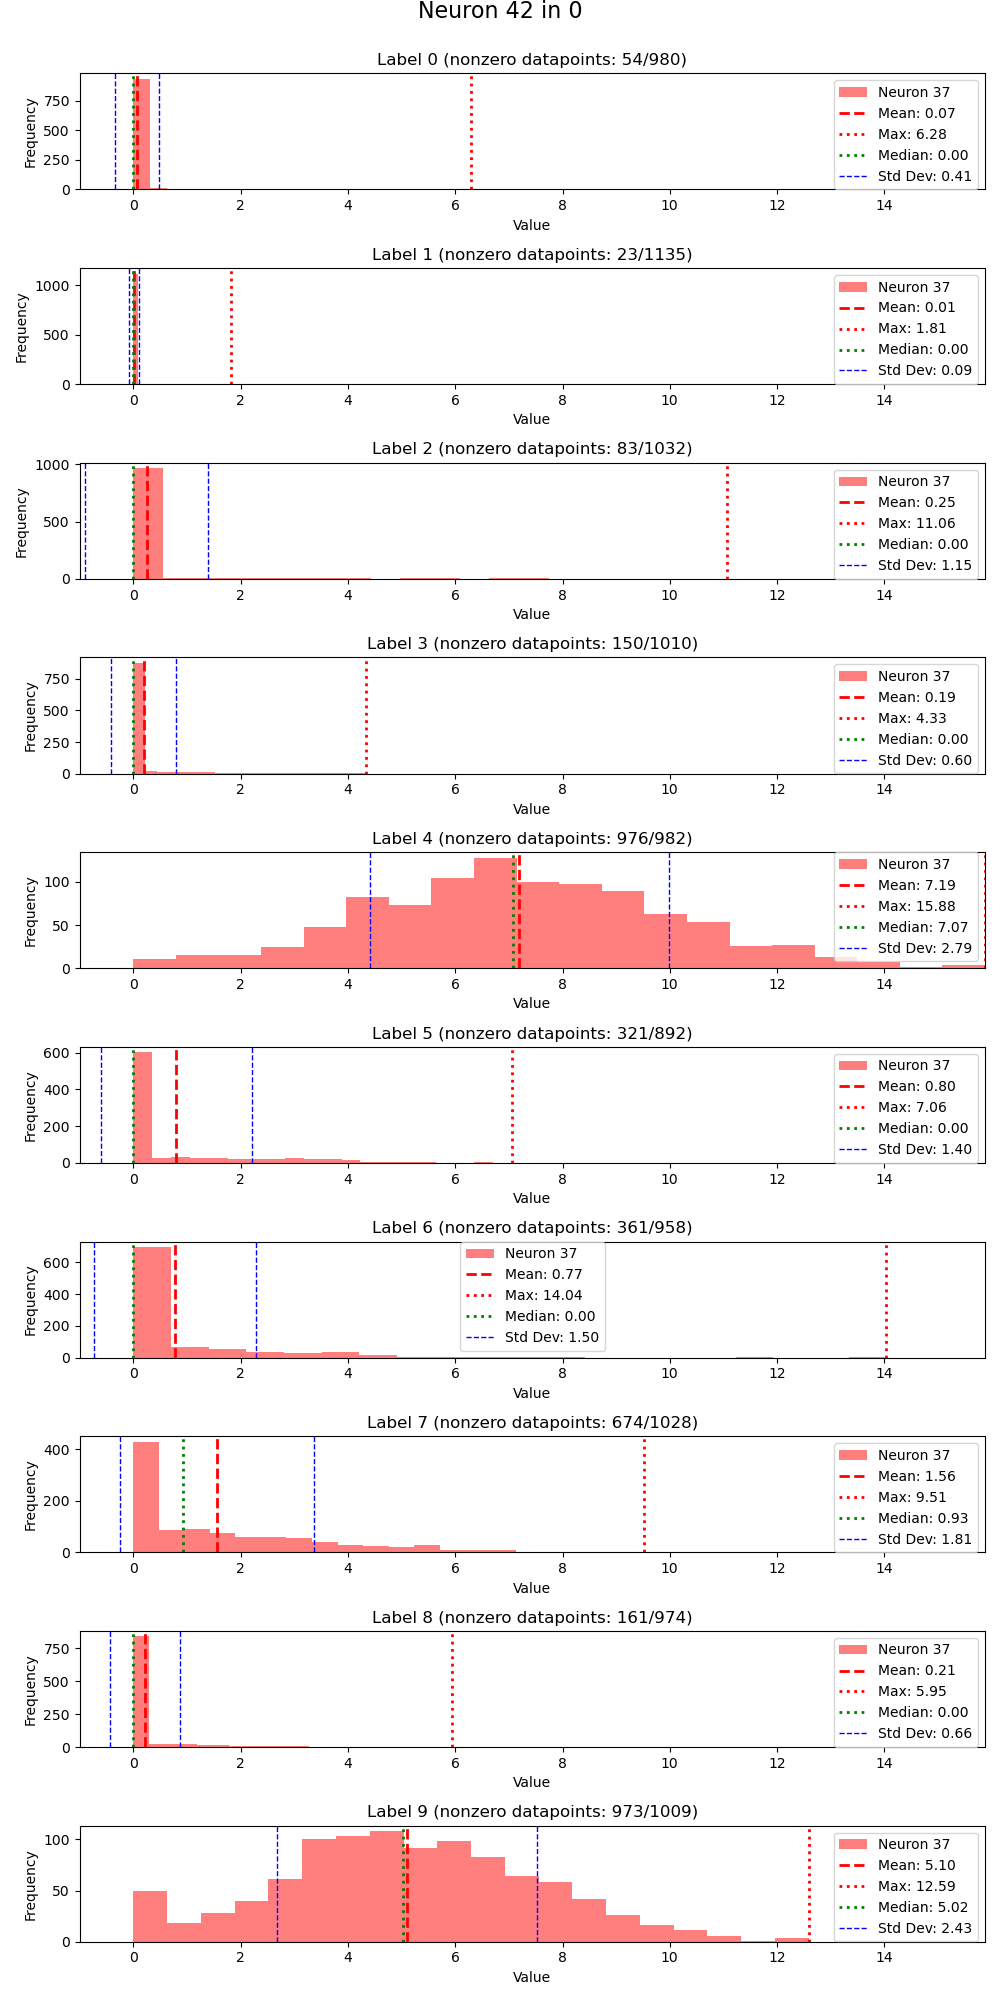 Neuron 42 in 0
Label 0 (nonzero datapoints: 54/980)
Frequency
750
500
250
0
Neuron 37
Mean: 0.07
Max: 6.28
Median: 0.00
Std Dev: 0.41
0 2 4 6 8 10 12 14
Value
Label 1 (nonzero datapoints: 23/1135)
Frequency
1000
500
0
Neuron 37
Mean: 0.01
Max: 1.81
Median: 0.00
Std Dev: 0.09
0 2 4 6 8 10 12 14
Value
Label 2 (nonzero datapoints: 83/1032)
Frequency
1000
500
0
Neuron 37
Mean: 0.25
Max: 11.06
Median: 0.00
Std Dev: 1.15
0 2 4 6 8 10 12 14
Value
Label 3 (nonzero datapoints: 150/1010)
Frequency
750
500
250
0
Neuron 37
Mean: 0.19
Max: 4.33
Median: 0.00
Std Dev: 0.60
0 2 4 6 8 10 12 14
Value
Label 4 (nonzero datapoints: 976/982)
Frequency
100
50
0
Neuron 37
Mean: 7.19
Max: 15.88
Median: 7.07
Std Dev: 2.79
0 2 4 6 8 10 12 14
Value
Label 5 (nonzero datapoints: 321/892)
Frequency
600
400
200
0
Neuron 37
Mean: 0.80
Max: 7.06
Median: 0.00
Std Dev: 1.40
0 2 4 6 8 10 12 14
Value
Label 6 (nonzero datapoints: 361/958)
Frequency
600
400
200
0
Neuron 37
Mean: 0.77
Max: 14.04
Median: 0.00
Std Dev: 1.50
0 2 4 6 8 10 12 14
Value
Label 7 (nonzero datapoints: 674/1028)
Frequency
400
200
0
Neuron 37
Mean: 1.56
Max: 9.51
Median: 0.93
Std Dev: 1.81
0 2 4 6 8 10 12 14
Value
Label 8 (nonzero datapoints: 161/974)
Frequency
750
500
250
0
Neuron 37
Mean: 0.21
Max: 5.95
Median: 0.00
Std Dev: 0.66
0 2 4 6 8 10 12 14
Value
Label 9 (nonzero datapoints: 973/1009)
Frequency
100
50
0
Neuron 37
Mean: 5.10
Max: 12.59
Median: 5.02
Std Dev: 2.43
0 2 4 6 8 10 12 14
Value